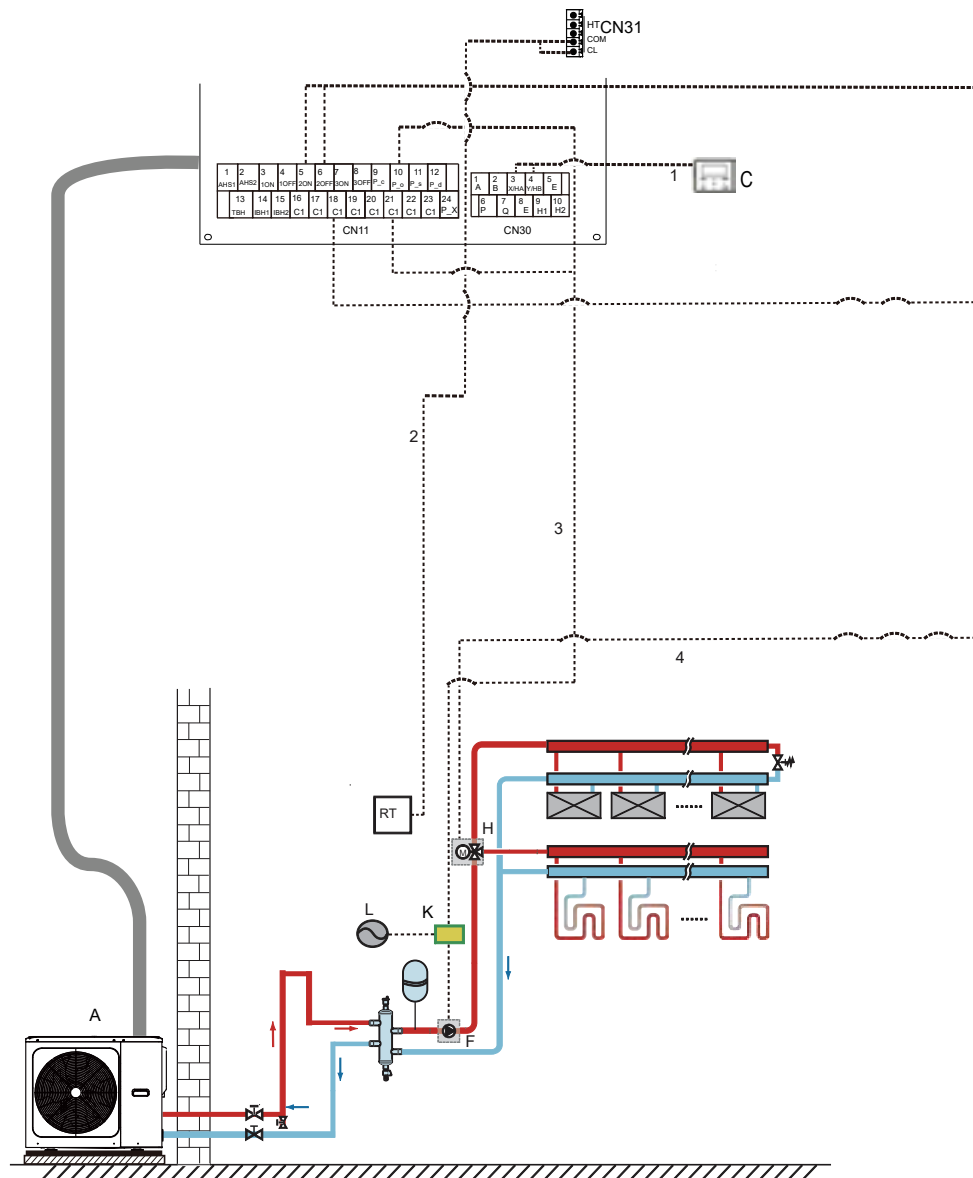 HT CN31
COM
CL
1 2 3 4 5 6 7 8 9 10 11 12
AHS1 AHS2 1ON 1OFF 2ON 2OFF 3ON 3OFF P_c P_o P_s P_d
13 14 15 16 17 18 19 20 21 22 23 24
TBH IBH1 IBH2 C1 C1 C1 C1 C1 C1 C1 C1 P_X
CN11
1 2 3 4 5
A B X/HA Y/HB E
6 7 8 9 10
P Q E H1 H2
CN30
1
C
2
3
4
RT
H
M
L
K
F
A